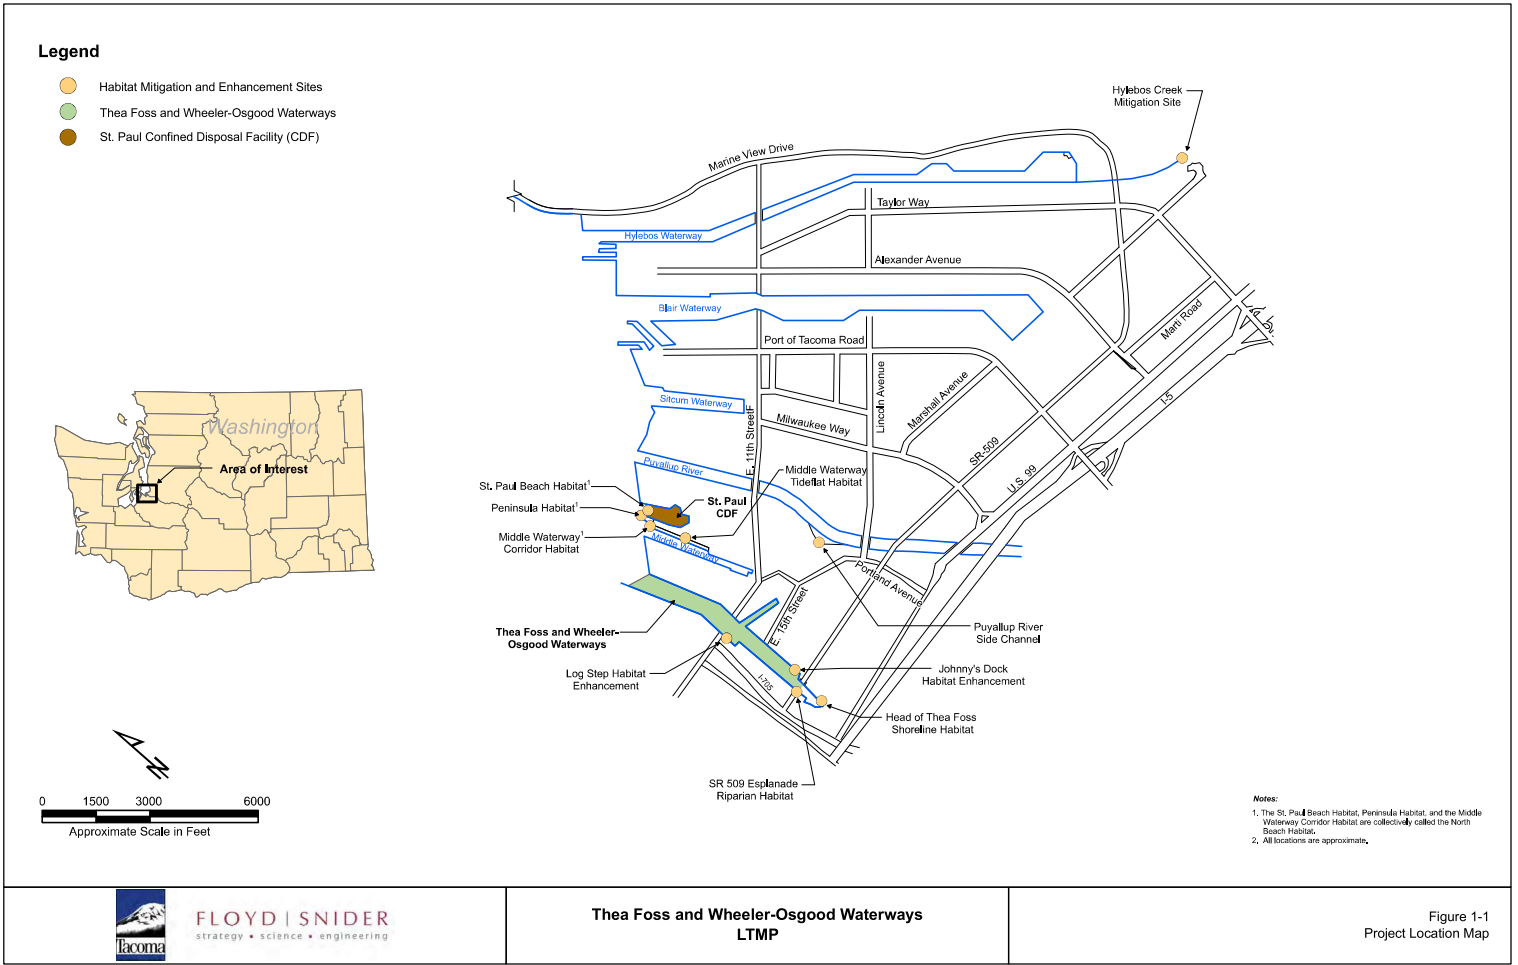 Legend
Habitat Mitigation and Enhancement Sites
Thea Foss and Wheeler-Osgood Waterways
St. Paul Confined Disposal Facility (CDF)
Hylebos Creek
Mitigation Site
Marine View Drive
Taylor Way
Hylebos Waterway
Alexander Avenue
Blair Waterway
Marti Road
Port of Tacoma Road
Lincoln Avenue
Marshall Avenue
I-5
Sitcum Waterway
E. 11th StreetF
Milwaukee Way
SR-509
U.S. 99
Washington
Area of Interest
Puyallup River
Middle Waterway
Tideflat Habitat
St. Paul Beach Habitat1
Peninsula Habitat1
St. Paul
CDF
Middle Waterway1
Corridor Habitat
Middle Waterway
Portland Avenue
E. 15th Street
Thea Foss and Wheeler-
Osgood Waterways
Puyallup River
Side Channel
Log Step Habitat
Enhancement
I-705
Johnny's Dock
Habitat Enhancement
Head of Thea Foss
Shoreline Habitat
SR 509 Esplanade
Riparian Habitat
0 1500 3000 6000
Approximate Scale in Feet
Notes:
1. The St. Paul Beach Habitat, Peninsula Habitat, and the Middle
Waterway Corridor Habitat are collectively called the North
Beach Habitat.
2. All locations are approximate.
Tacoma
FLOYD | SNIDER
strategy • science • engineering
Thea Foss and Wheeler-Osgood Waterways
LTMP
Figure 1-1
Project Location Map